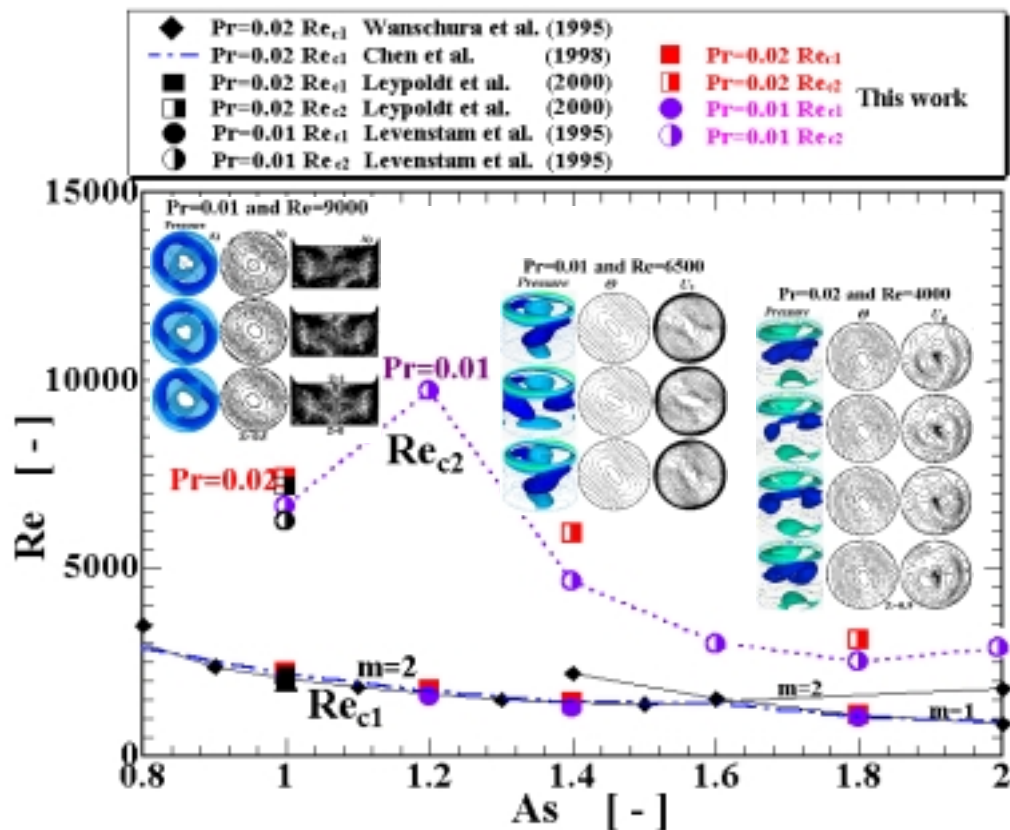 Pr=0.02 Rec1 Wanschura et al. (1995)
Pr=0.02 Rec1 Chen et al. (1998)
Pr=0.02 Rec1 Leypoldt et al. (2000)
Pr=0.02 Rec2 Leypoldt et al. (2000)
Pr=0.01 Rec1 Levenstam et al. (1995)
Pr=0.01 Rec2 Levenstam et al. (1995)
Pr=0.02 Rec1
Pr=0.02 Rec2
Pr=0.01 Rec1
Pr=0.01 Rec2
This work
15000
10000
5000
0
Re [ - ]
Pr=0.01 and Re=9000
Pressure
Pr=0.01 and Re=6500
Pressure Θ
Pr=0.02 and Re=4000
Pressure Θ
Pr=0.01
Rec2
Pr=0.02
m=2
Rec1
m=2
m=1
0.8 1 1.2 1.4 1.6 1.8 2
As [ - ]